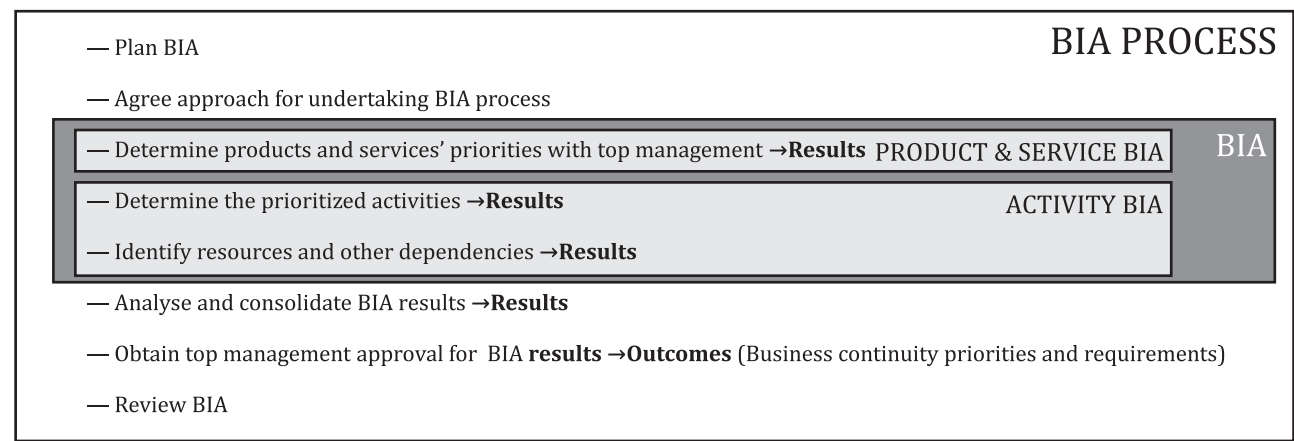 BIA PROCESS
— Plan BIA
— Agree approach for undertaking BIA process
— Determine products and services’ priorities with top management →Results PRODUCT & SERVICE BIA
BIA
— Determine the prioritized activities →Results ACTIVITY BIA
— Identify resources and other dependencies →Results
— Analyse and consolidate BIA results →Results
— Obtain top management approval for BIA results →Outcomes (Business continuity priorities and requirements)
— Review BIA